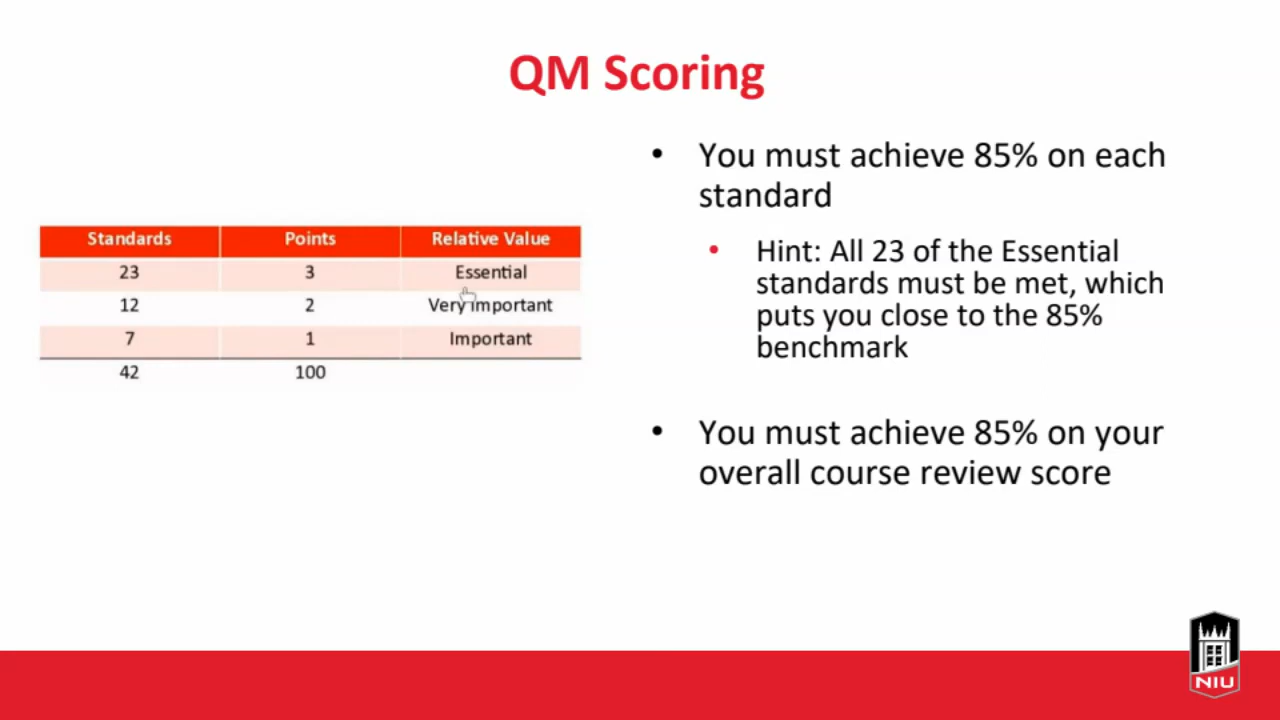 QM Scoring
Standards Points Relative Value
23 3 Essential
12 2 Very important
7 1 Important
42 100
• You must achieve 85% on each
standard
• Hint: All 23 of the Essential
standards must be met, which
puts you close to the 85%
benchmark
• You must achieve 85% on your
overall course review score
NIU